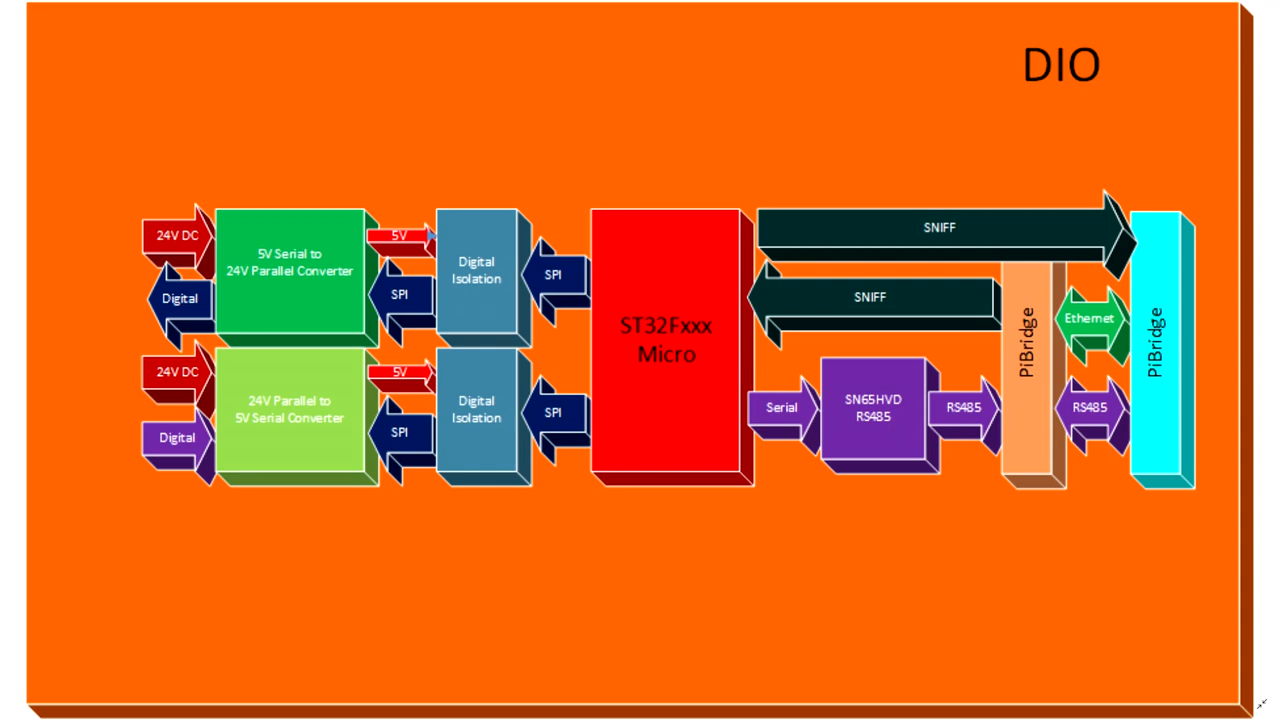 DIO
24V DC
Digital
5V Serial to
24V Parallel Converter
5V
SPI
Digital
Isolation
SPI
24V DC
Digital
24V Parallel to
5V Serial Converter
5V
SPI
Digital
Isolation
SPI
ST32Fxxx
Micro
SNIFF
SNIFF
Serial
SN65HVD
RS485
RS485
PiBridge
Ethernet
RS485
PiBridge